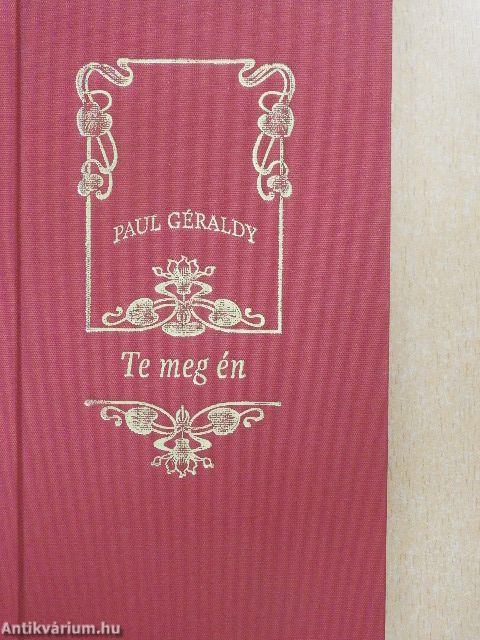 PAUL GÉRALDY
Te meg én
Antikvárium.hu